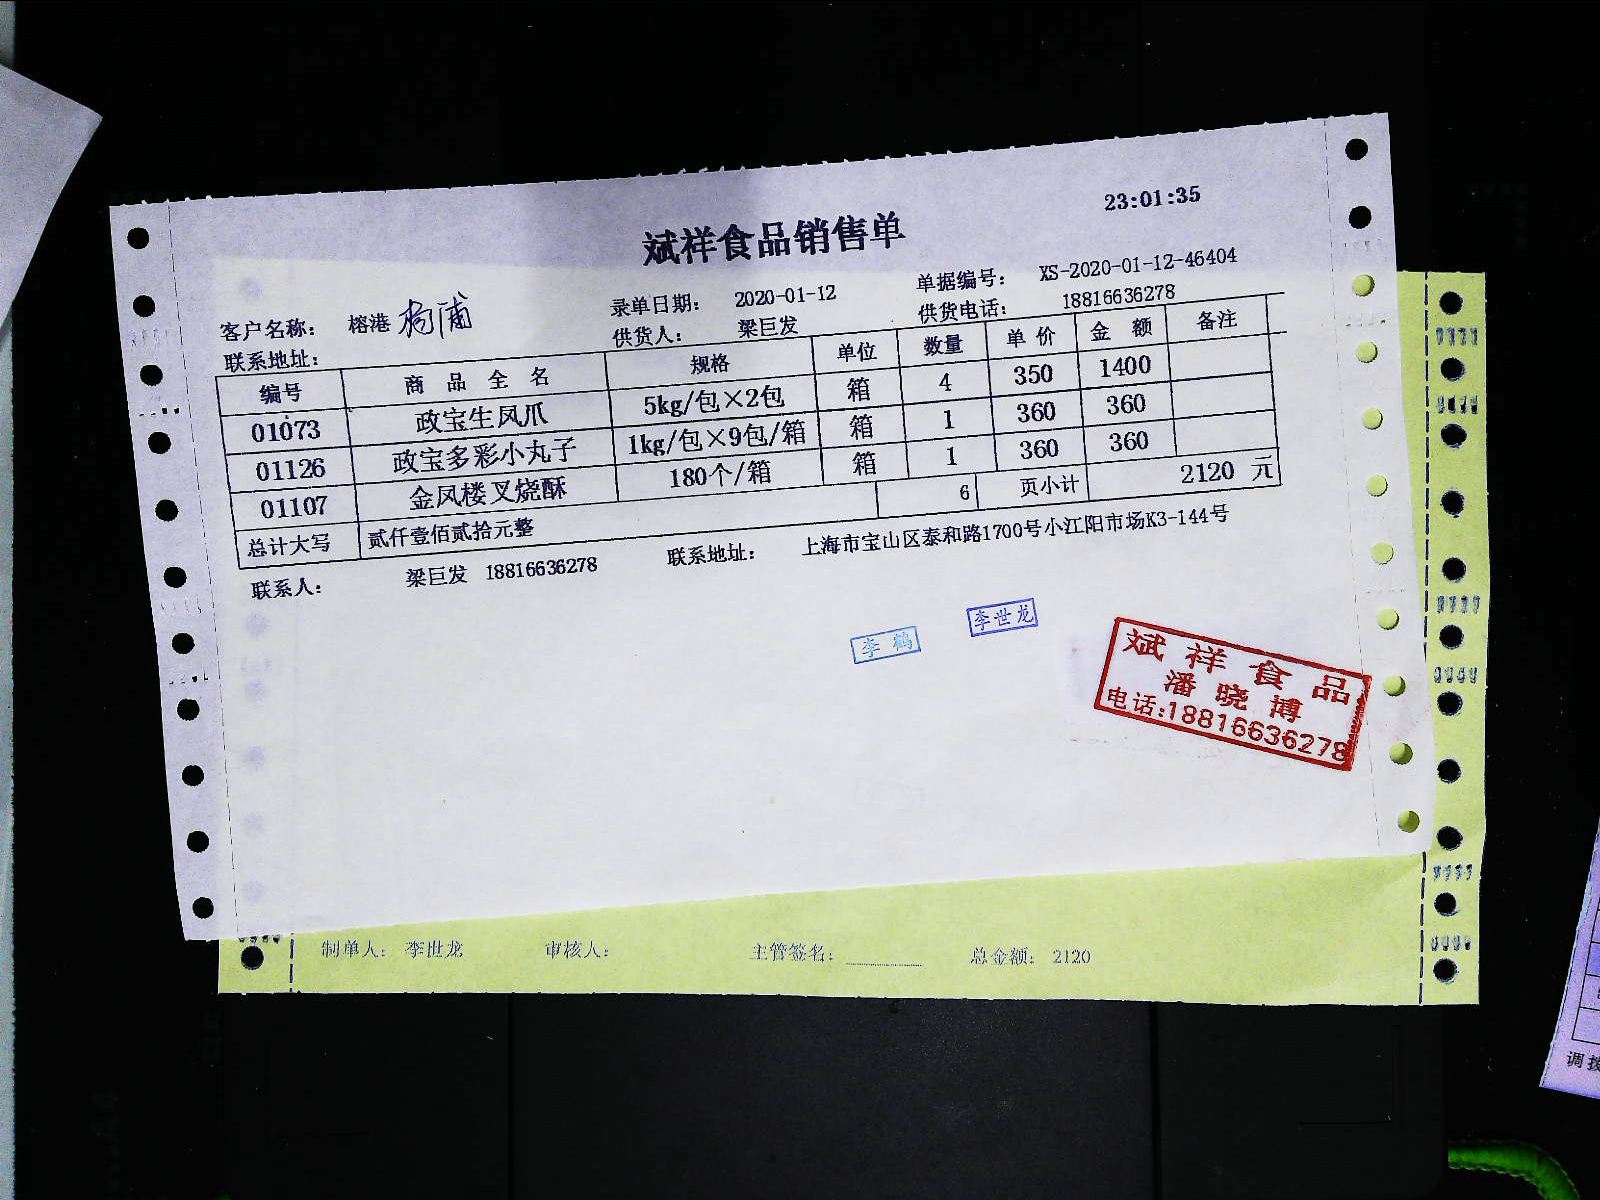 23:01:35
斌祥食品销售单
客户名称： 榕港 杨浦 录单日期： 2020-01-12 单据编号： XS-2020-01-12-46404
联系地址： 供货人： 梁巨发 供货电话： 18816636278
编号 商品全名 规格 单位 数量 单价 金额 备注
01073 政宝生凤爪 5kg/包×2包 箱 4 350 1400
01126 政宝多彩小丸子 1kg/包×9包/箱 箱 1 360 360
01107 金凤楼叉烧酥 180个/箱 箱 1 360 360
总计大写 贰仟壹佰贰拾元整 6 页小计 2120 元
联系人： 梁巨发 18816636278 联系地址： 上海市宝山区泰和路1700号小江阳市场K3-144号
李鹤 李世龙
斌祥食品
潘晓博
电话:18816636278
制单人： 李世龙 审核人： 主管签名： 总金额： 2120
调拨